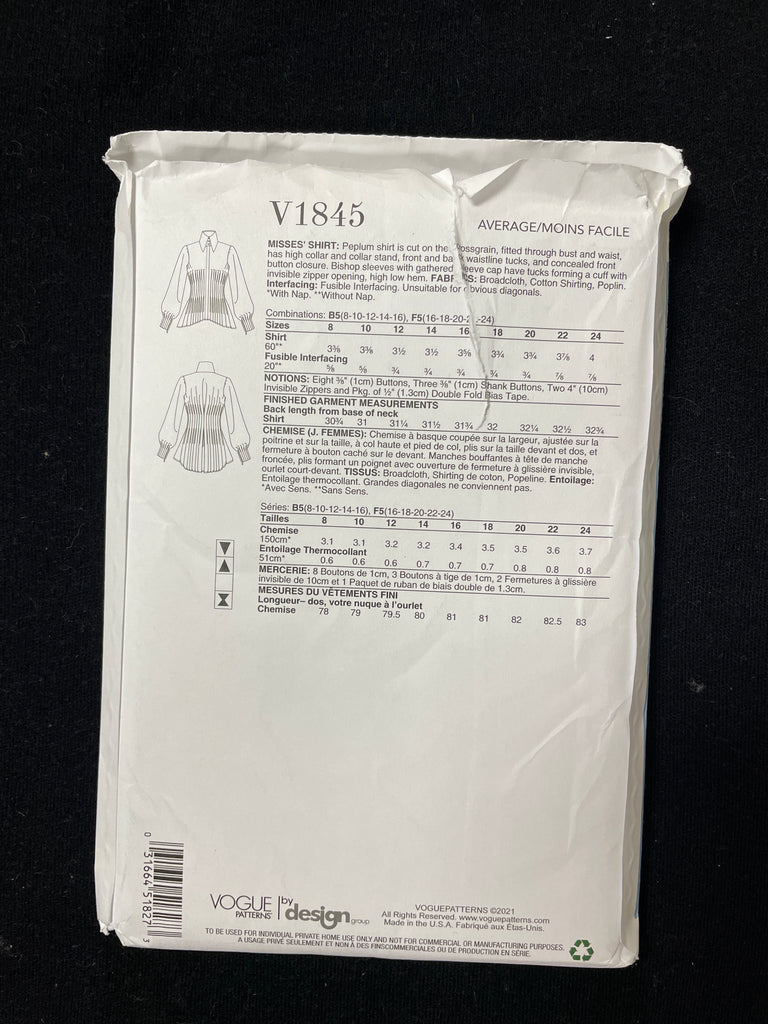 V1845
AVERAGE/MOINS FACILE
MISSES' SHIRT: Peplum shirt is cut on the crossgrain, fitted through bust and waist,
has high collar and collar stand, front and back waistline tucks, and concealed front
button closure. Bishop sleeves with gathered sleeve cap have tucks forming a cuff with
invisible zipper opening, high low hem. FABRICS: Broadcloth, Cotton Shirting, Poplin.
Interfacing: Fusible Interfacing. Unsuitable for obvious diagonals.
*With Nap. **Without Nap.
Combinations: B5(8-10-12-14-16), F5(16-18-20-22-24)
Sizes 8 10 12 14 16 18 20 22 24
Shirt
60"* 3⅜ 3⅜ 3½ 3½ 3⅝ 3¾ 3¾ 3⅞ 4
Fusible Interfacing
20"* ⅝ ⅝ ¾ ¾ ¾ ¾ ¾ ⅞ ⅞
NOTIONS: Eight ⅜" (1cm) Buttons, Three ⅜" (1cm) Shank Buttons, Two 4" (10cm)
Invisible Zippers and Pkg. of ½" (1.3cm) Double Fold Bias Tape.
FINISHED GARMENT MEASUREMENTS
Back length from base of neck
Shirt 30¾ 31 31¼ 31½ 31¾ 32 32¼ 32½ 32¾
CHEMISE (J. FEMMES): Chemise à basque coupée sur la largeur, ajustée sur la
poitrine et sur la taille, à col haut et pied de col, plis sur la taille devant et dos, et
fermeture à bouton caché sur le devant. Manches bouffantes à tête de manche
froncée, plis formant un poignet avec ouverture de fermeture à glissière invisible,
ourlet court-devant. TISSUS: Broadcloth, Shirting de coton, Popeline. Entoilage:
Entoilage thermocollant. Grandes diagonales ne conviennent pas.
*Avec Sens. **Sans Sens.
Séries: B5(8-10-12-14-16), F5(16-18-20-22-24)
Tailles 8 10 12 14 16 18 20 22 24
Chemise
150cm* 3.1 3.1 3.2 3.2 3.4 3.5 3.5 3.6 3.7
Entoilage Thermocollant
51cm* 0.6 0.6 0.6 0.7 0.7 0.7 0.8 0.8 0.8
MERCERIE: 8 Boutons de 1cm, 3 Boutons à tige de 1cm, 2 Fermetures à glissière
invisible de 10cm et 1 Paquet de ruban de biais double de 1.3cm.
MESURES DU VÊTEMENTS FINI
Longueur– dos, votre nuque à l'ourlet
Chemise 78 79 79.5 80 81 81 82 82.5 83
0 31664 51827 3
VOGUE PATTERNS® by design group
VOGUEPATTERNS ©2021
All Rights Reserved. www.voguepatterns.com
Made in the U.S.A. Fabriqué aux États-Unis.
TO BE USED FOR INDIVIDUAL PRIVATE HOME USE ONLY AND NOT FOR COMMERCIAL OR MANUFACTURING PURPOSES.
A USAGE PRIVÉ SEULEMENT ET NON À DES FINSCOMMERCIALES OU DE PRODUCTION EN SÉRIE.